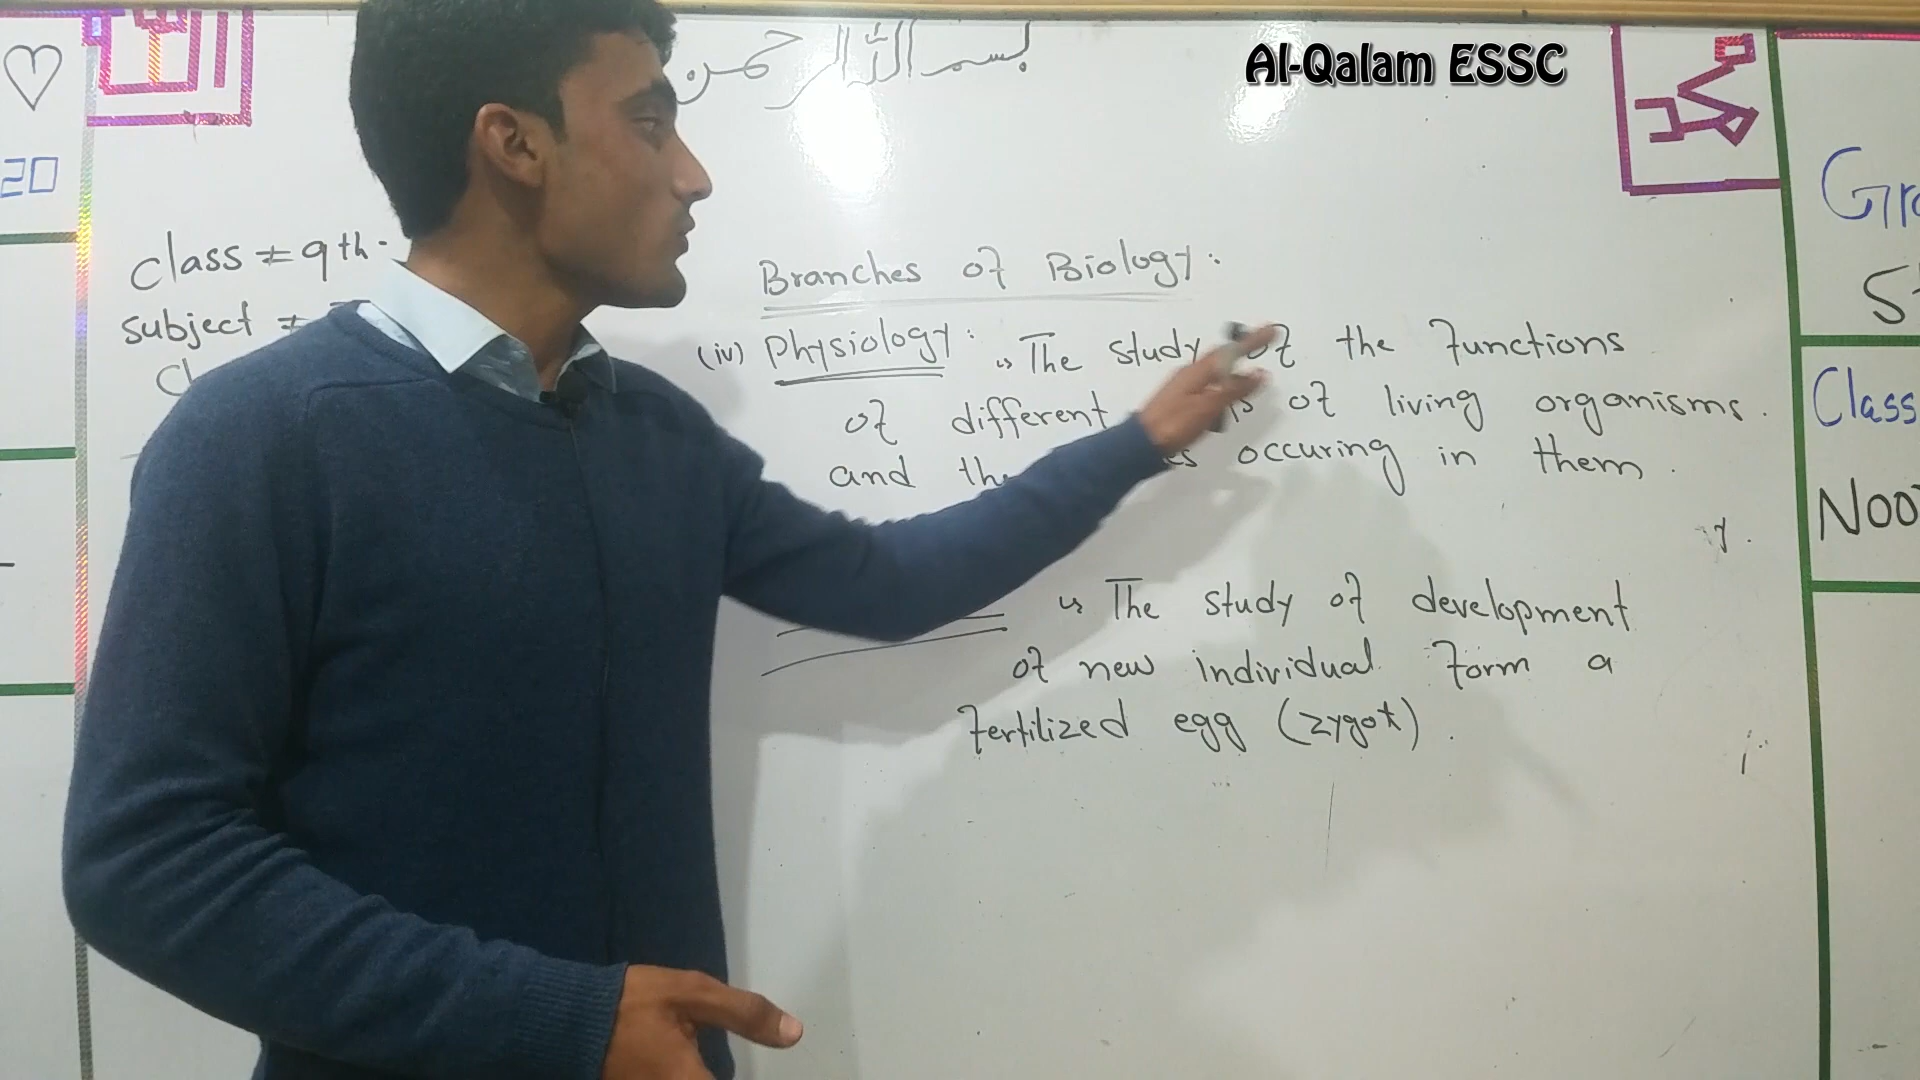 بسم اللہ الرحمن
Al-Qalam ESSC
20
class = 9th.
subject =
Branches of Biology:
(iv) Physiology: The study of the functions
of different of living organisms.
and the occuring in them.
The study of development
of new individual form a
fertilized egg (zygot).
Class